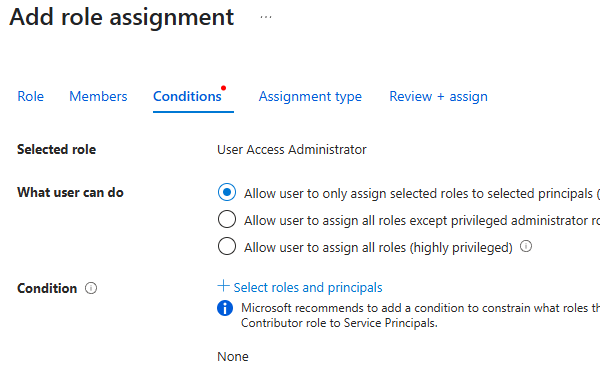 Add role assignment ...
Role Members Conditions Assignment type Review + assign
Selected role User Access Administrator
What user can do Allow user to only assign selected roles to selected principals (
Allow user to assign all roles except privileged administrator
Allow user to assign all roles (highly privileged)
Condition + Select roles and principals
Microsoft recommends to add a condition to constrain what roles
Contributor role to Service Principals.
None